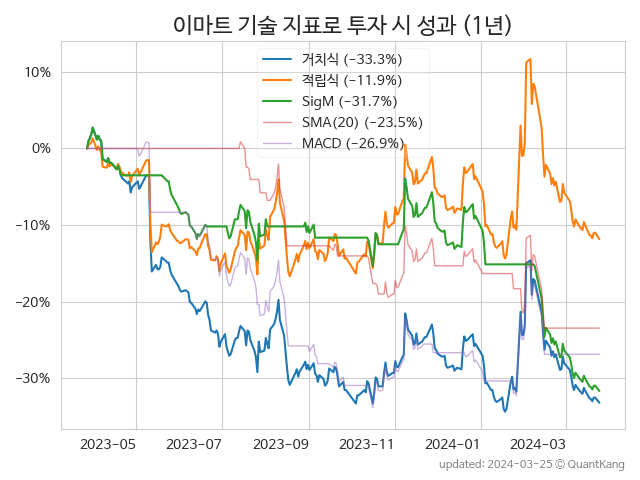 이마트 기술 지표로 투자 시 성과 (1년)
거치식 (−33.3%)
적립식 (−11.9%)
SigM (−31.7%)
SMA(20) (−23.5%)
MACD (−26.9%)
10%
0%
−10%
−20%
−30%
2023-05 2023-07 2023-09 2023-11 2024-01 2024-03
updated: 2024-03-25 © QuantKang